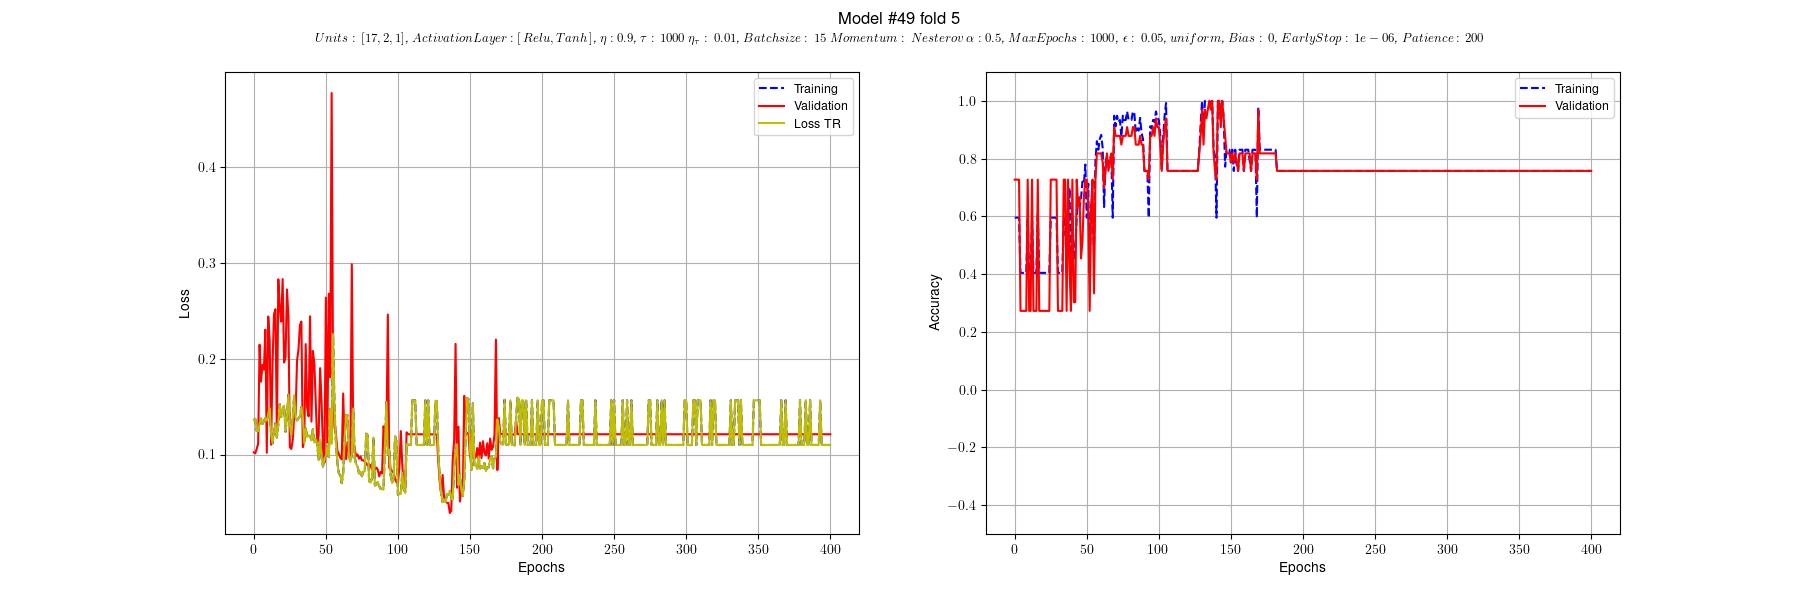 Model #49 fold 5
Units : [17, 2, 1], ActivationLayer : [ Relu, Tanh ], η : 0.9, τ : 1000 η_τ : 0.01, Batchsize : 15 Momentum : Nesterov α : 0.5, MaxEpochs : 1000, ϵ : 0.05, uniform, Bias : 0, EarlyStop : 1e − 06, Patience : 200
Training
Validation
Loss TR
0.4
0.3
0.2
0.1
Loss
0 50 100 150 200 250 300 350 400
Epochs
Training
Validation
1.0
0.8
0.6
0.4
0.2
0.0
−0.2
−0.4
Accuracy
0 50 100 150 200 250 300 350 400
Epochs